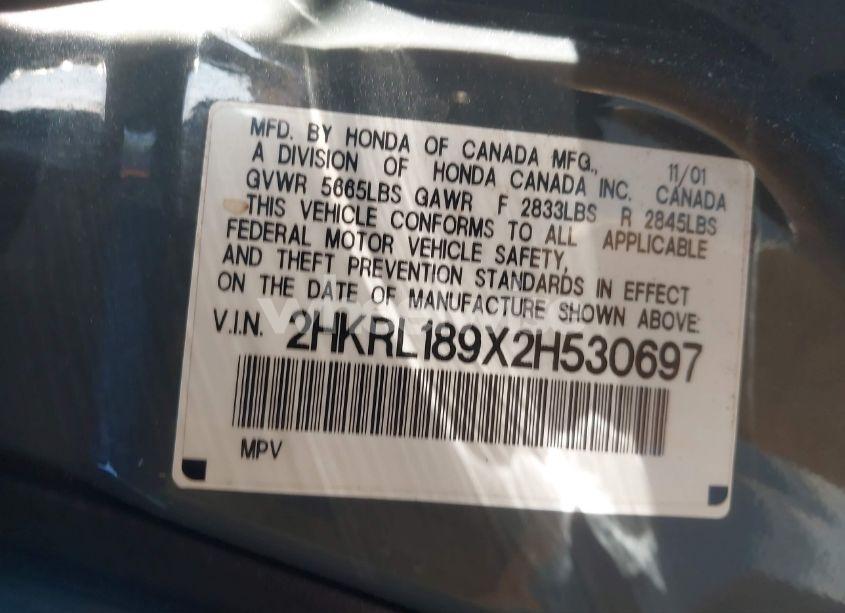 MFD. BY HONDA OF CANADA MFG., 11/01
A DIVISION OF HONDA CANADA INC. CANADA
GVWR 5665LBS GAWR F 2833LBS R 2845LBS
THIS VEHICLE CONFORMS TO ALL APPLICABLE
FEDERAL MOTOR VEHICLE SAFETY,
AND THEFT PREVENTION STANDARDS IN EFFECT
ON THE DATE OF MANUFACTURE SHOWN ABOVE:
V.I.N. 2HKRL189X2H530697
MPV